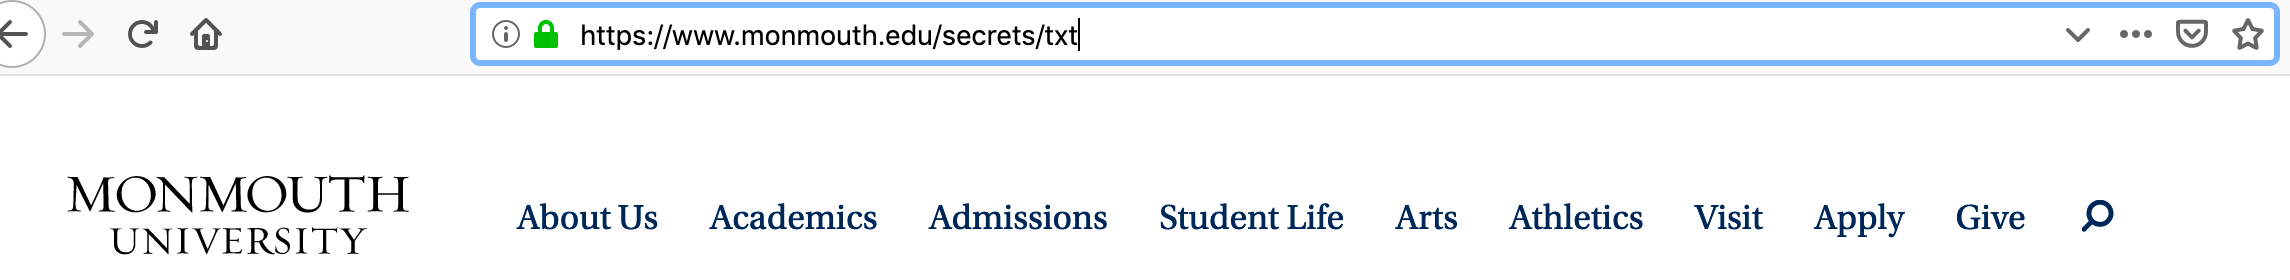 https://www.monmouth.edu/secrets/txt
MONMOUTH
UNIVERSITY
About Us Academics Admissions Student Life Arts Athletics Visit Apply Give